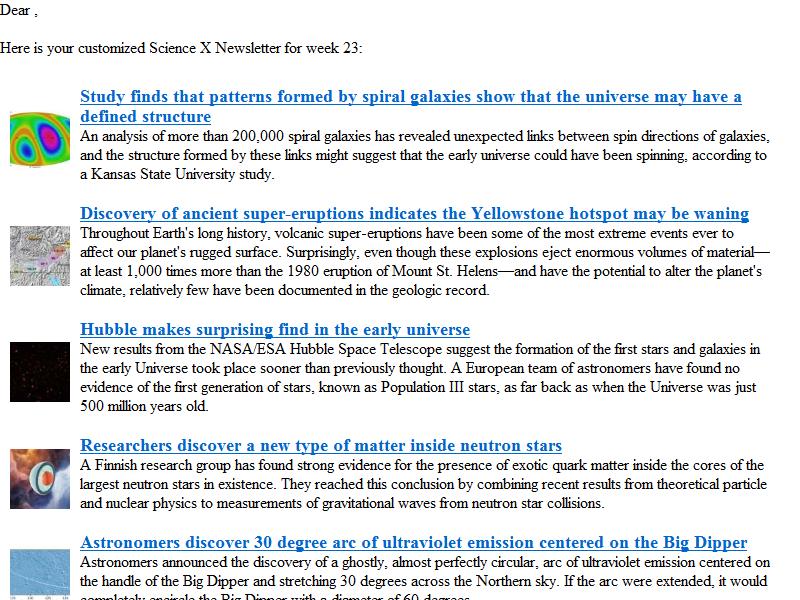 Dear ,
Here is your customized Science X Newsletter for week 23:
Study finds that patterns formed by spiral galaxies show that the universe may have a
defined structure
An analysis of more than 200,000 spiral galaxies has revealed unexpected links between spin directions of galaxies,
and the structure formed by these links might suggest that the early universe could have been spinning, according to
a Kansas State University study.
Discovery of ancient super-eruptions indicates the Yellowstone hotspot may be waning
Throughout Earth's long history, volcanic super-eruptions have been some of the most extreme events ever to
affect our planet's rugged surface. Surprisingly, even though these explosions eject enormous volumes of material—
at least 1,000 times more than the 1980 eruption of Mount St. Helens—and have the potential to alter the planet's
climate, relatively few have been documented in the geologic record.
Hubble makes surprising find in the early universe
New results from the NASA/ESA Hubble Space Telescope suggest the formation of the first stars and galaxies in
the early Universe took place sooner than previously thought. A European team of astronomers have found no
evidence of the first generation of stars, known as Population III stars, as far back as when the Universe was just
500 million years old.
Researchers discover a new type of matter inside neutron stars
A Finnish research group has found strong evidence for the presence of exotic quark matter inside the cores of the
largest neutron stars in existence. They reached this conclusion by combining recent results from theoretical particle
and nuclear physics to measurements of gravitational waves from neutron star collisions.
Astronomers discover 30 degree arc of ultraviolet emission centered on the Big Dipper
Astronomers announced the discovery of a ghostly, almost perfectly circular, arc of ultraviolet emission centered on
the handle of the Big Dipper and stretching 30 degrees across the Northern sky. If the arc were extended, it would
completely encircle the Big Dipper with a diameter of 60 degrees.